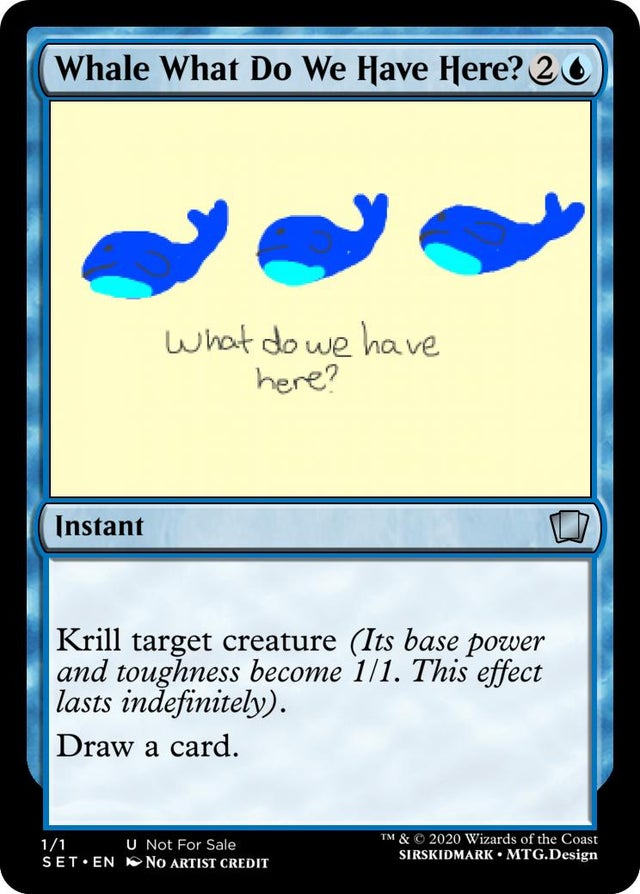 Whale What Do We Have Here? 2
What do we have
here?
Instant
Krill target creature (Its base power
and toughness become 1/1. This effect
lasts indefinitely).
Draw a card.
1/1 U Not For Sale
SET • EN No Artist Credit
™ & © 2020 Wizards of the Coast
SIRSKIDMARK • MTG.Design